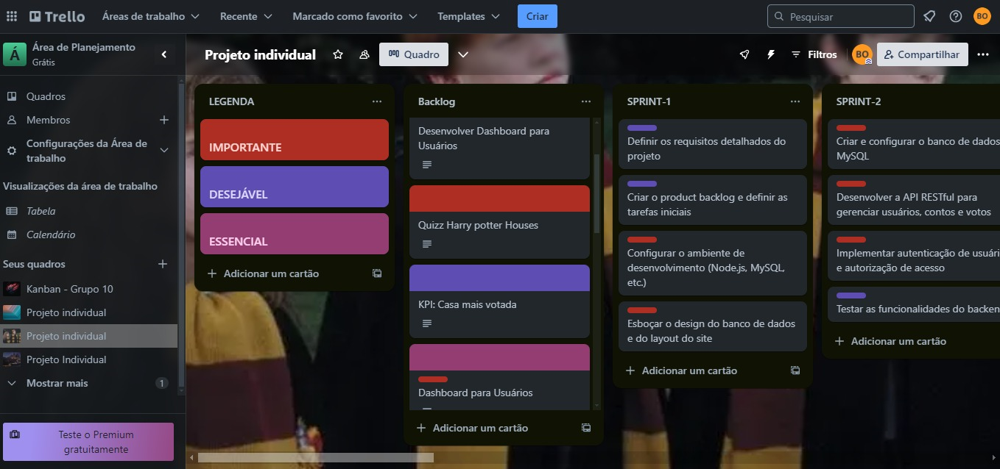 Trello
Áreas de trabalho
Recente
Marcado como favorito
Templates
Criar
Pesquisar
BO
Á
Área de Planejamento
Grátis
Projeto individual
Quadro
Filtros
BO
Compartilhar
Quadros
Membros
Configurações da Área de
trabalho
Visualizações da área de trabalho
Tabela
Calendário
Seus quadros
Kanban - Grupo 10
Projeto individual
Projeto individual
Projeto Individual
Mostrar mais
1
Teste o Premium
gratuitamente
LEGENDA
IMPORTANTE
DESEJÁVEL
ESSENCIAL
Adicionar um cartão
Backlog
Desenvolver Dashboard para
Usuários
Quizz Harry potter Houses
KPI: Casa mais votada
Dashboard para Usuários
Adicionar um cartão
SPRINT-1
Definir os requisitos detalhados do
projeto
Criar o product backlog e definir as
tarefas iniciais
Configurar o ambiente de
desenvolvimento (Node.js, MySQL,
etc.)
Esboçar o design do banco de dados
e do layout do site
Adicionar um cartão
SPRINT-2
Criar e configurar o banco de dados
MySQL
Desenvolver a API RESTful para
gerenciar usuários, contos e votos
Implementar autenticação de usuári
e autorização de acesso
Testar as funcionalidades do backen
Adicionar um cartão